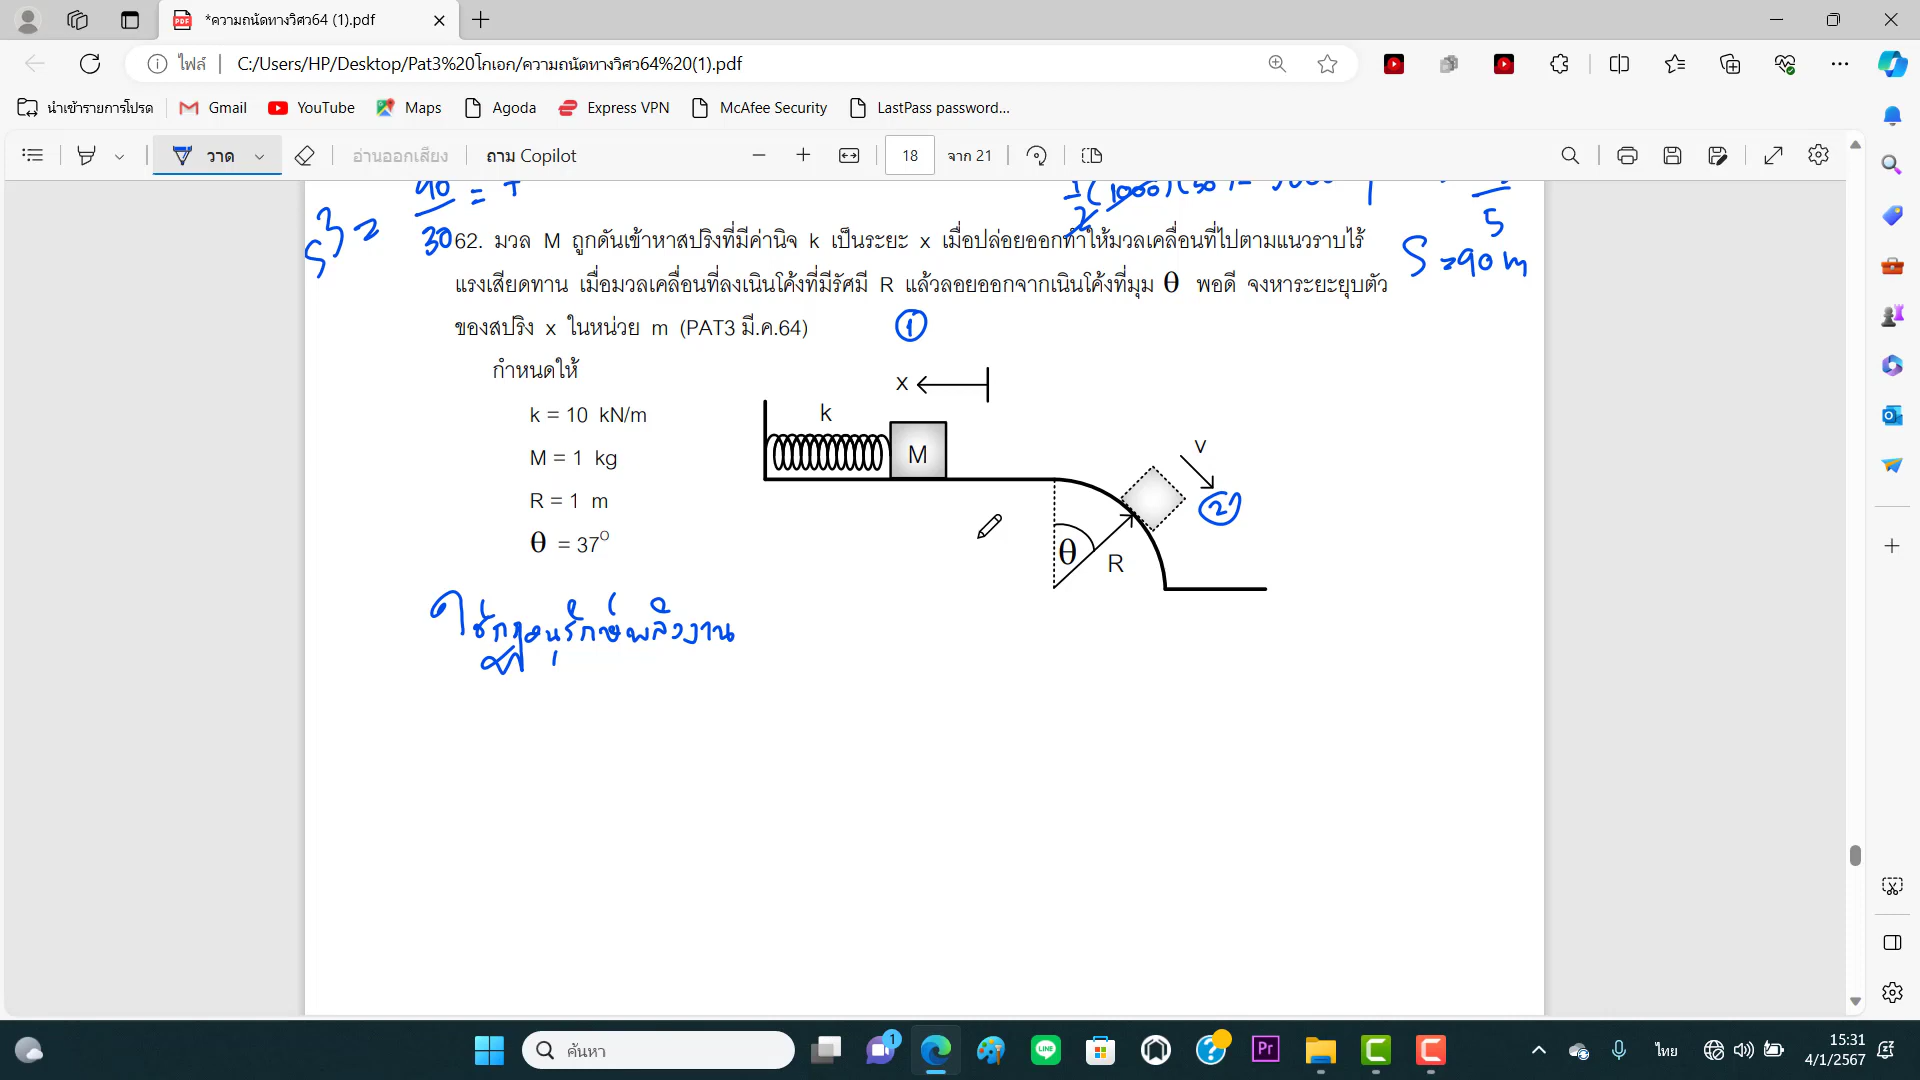 *ความถนัดทางวิศว64 (1).pdf
ไฟล์
C:/Users/HP/Desktop/Pat3%20โกเอก/ความถนัดทางวิศว64%20(1).pdf
นำเข้ารายการโปรด
Gmail
YouTube
Maps
Agoda
Express VPN
McAfee Security
LastPass password...
วาด
อ่านออกเสียง
ถาม Copilot
18
จาก 21
30
5
S = 90 m
62. มวล M ถูกดันเข้าหาสปริงที่มีค่านิจ k เป็นระยะ x เมื่อปล่อยออกทำให้มวลเคลื่อนที่ไปตามแนวราบไร้
แรงเสียดทาน เมื่อมวลเคลื่อนที่ลงเนินโค้งที่มีรัศมี R แล้วลอยออกจากเนินโค้งที่มุม θ พอดี จงหาระยะยุบตัว
ของสปริง x ในหน่วย m (PAT3 มี.ค.64)
1
กำหนดให้
k = 10 kN/m
M = 1 kg
R = 1 m
θ = 37°
x
k
M
v
2
θ
R
ใช้กฎอนุรักษ์พลังงาน
ค้นหา
1
Pr
LINE
ไทย
15:31
4/1/2567